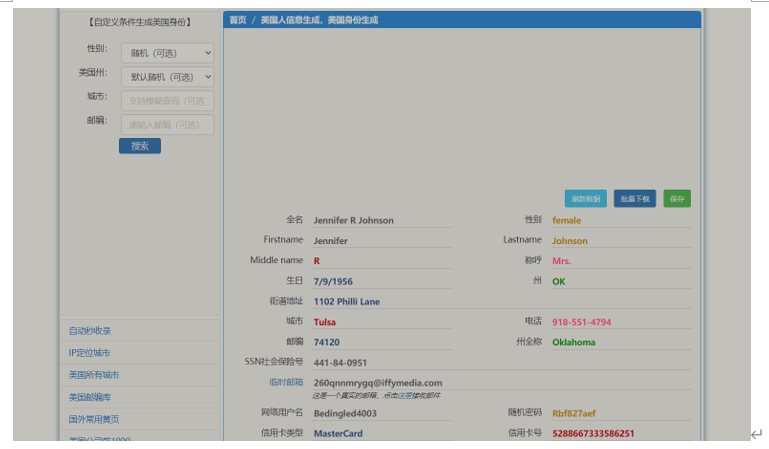 【自定义条件生成美国身份】
首页 / 美国人信息生成，美国身份生成
性别： 随机（可选）
美国州： 默认随机（可选）
城市： 支持模糊查询（可选
邮编： 请输入邮编（可选）
搜索
刷新数据 批量下载 保存
全名 Jennifer R Johnson 性别 female
Firstname Jennifer Lastname Johnson
Middle name R 称呼 Mrs.
生日 7/9/1956 州 OK
街道地址 1102 Philli Lane
城市 Tulsa 电话 918-551-4794
邮编 74120 州全称 Oklahoma
SSN社会保险号 441-84-0951
临时邮箱 260qnnmrygq@iffymedia.com
这是一个真实的邮箱，点击这里接收邮件
网络用户名 Bedingled4003 随机密码 Rbf827aef
信用卡类型 MasterCard 信用卡号 5288667333586251
自动秒收录
IP定位城市
美国所有城市
美国邮编库
国外常用黄页
美国公司前1000